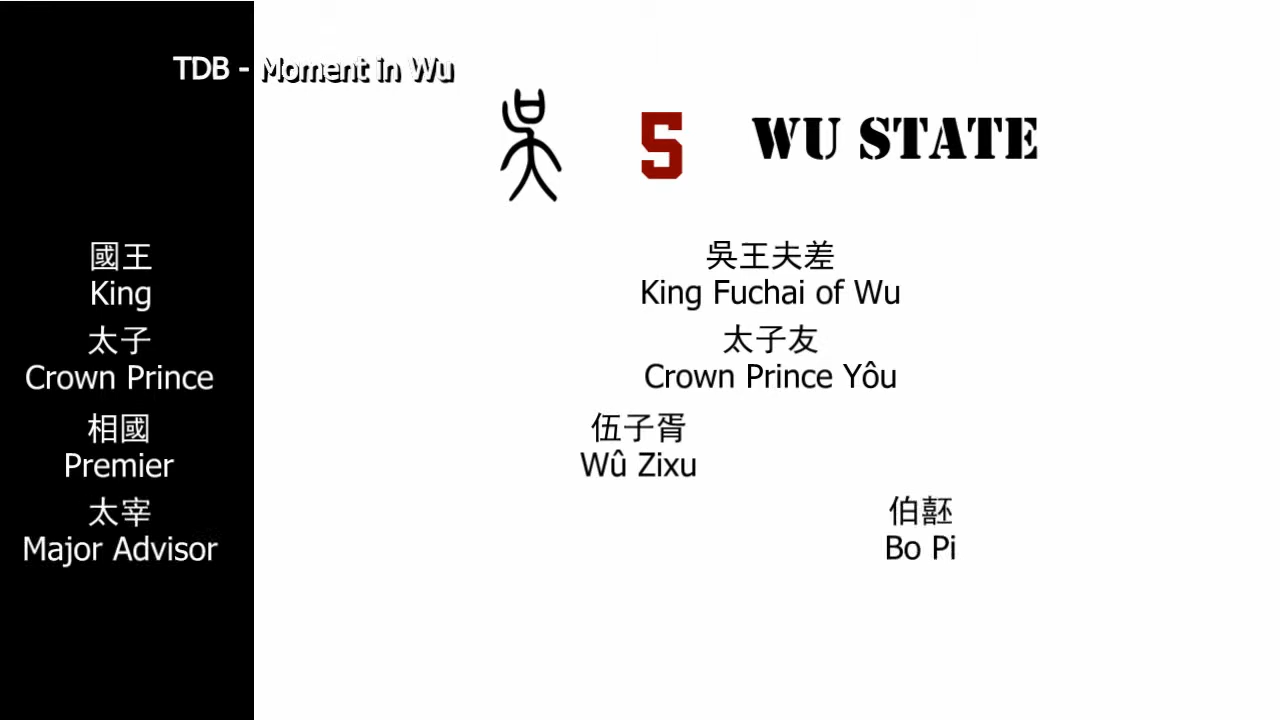 TDB - Moment in Wu
吳 5 WU STATE
國王 吳王夫差
King King Fuchai of Wu
太子 太子友
Crown Prince Crown Prince Yôu
相國 伍子胥
Premier Wû Zixu
太宰 伯嚭
Major Advisor Bo Pi